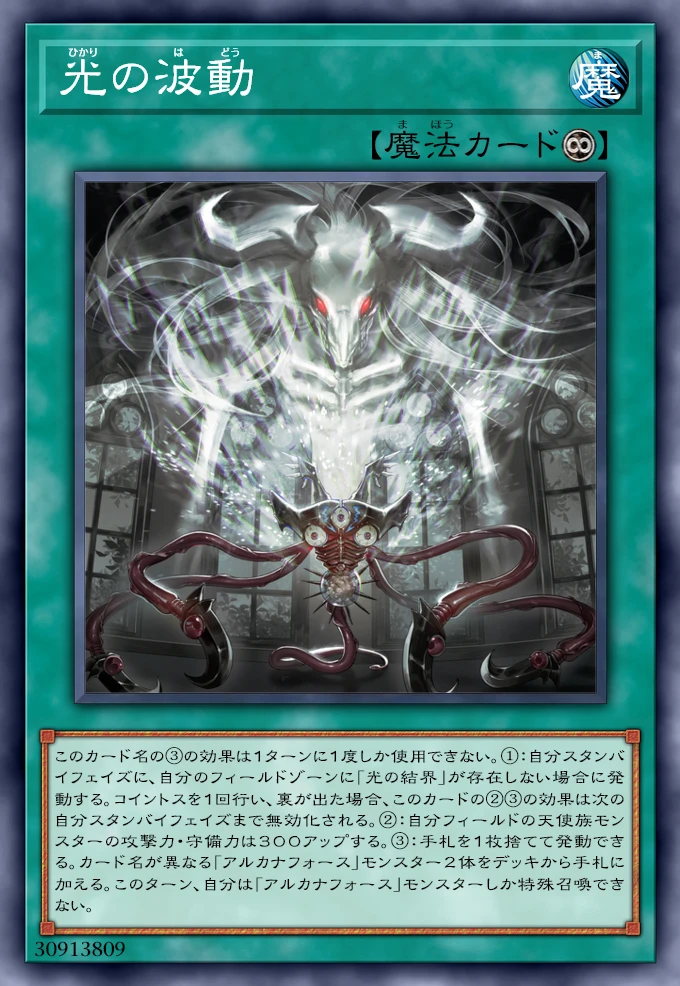 ひかり は どう
光の波動
ま
魔
ま ほう
【魔法カード♾】
このカード名の③の効果は1ターンに1度しか使用できない。①:自分スタンバ
イフェイズに、自分のフィールドゾーンに「光の結界」が存在しない場合に発
動する。コイントスを1回行い、裏が出た場合、このカードの②③の効果は次の
自分スタンバイフェイズまで無効化される。②:自分フィールドの天使族モン
スターの攻撃力・守備力は300アップする。③:手札を1枚捨てて発動でき
る。カード名が異なる「アルカナフォース」モンスター2体をデッキから手札に
加える。このターン、自分は「アルカナフォース」モンスターしか特殊召喚でき
ない。
30913809